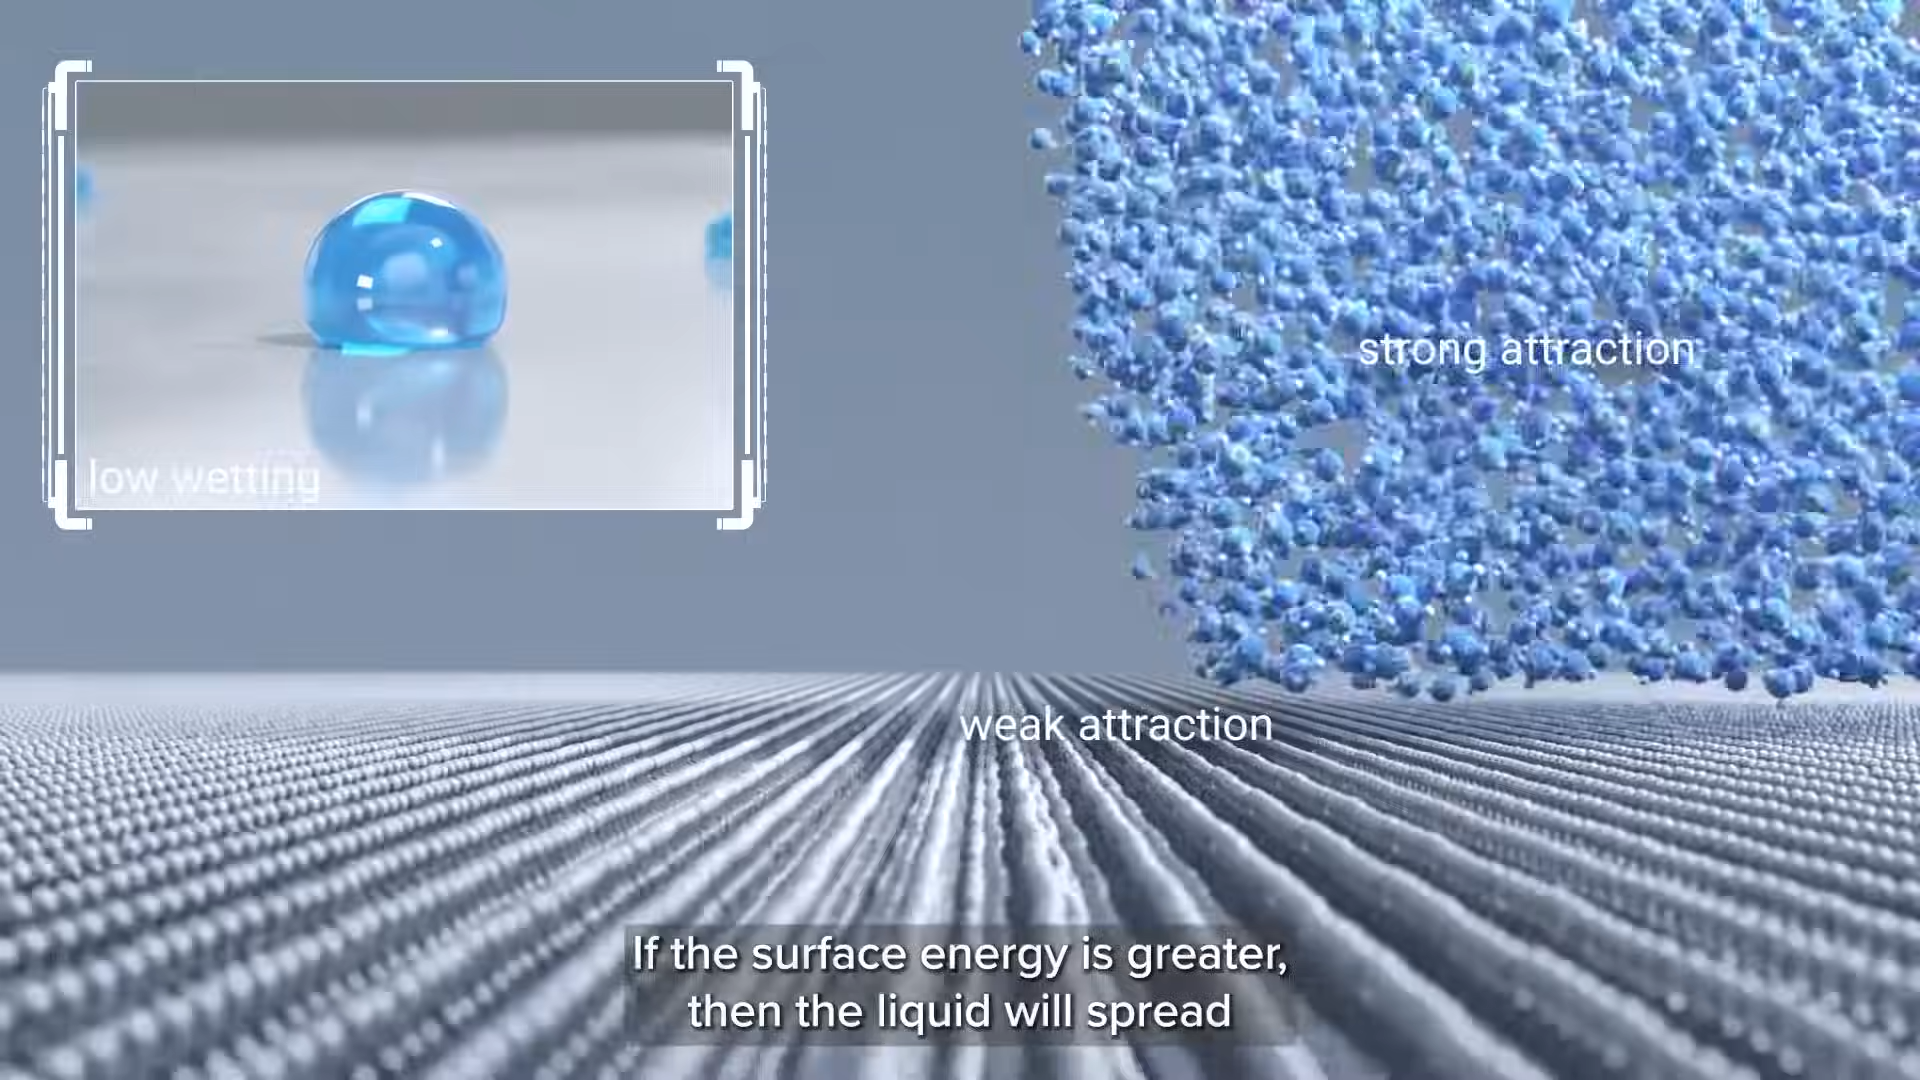 low wetting
strong attraction
weak attraction
If the surface energy is greater,
then the liquid will spread